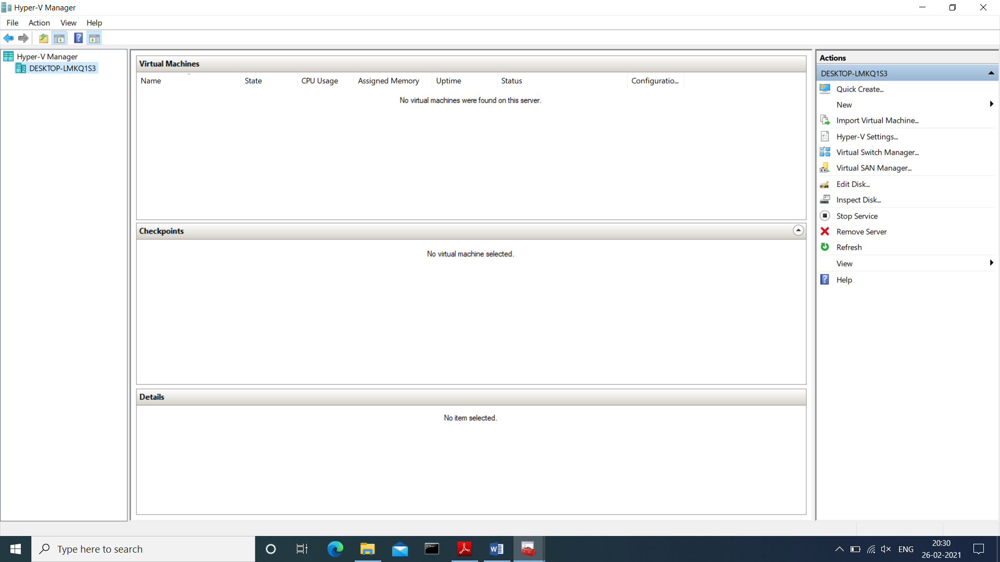 Hyper-V Manager
File Action View Help
Hyper-V Manager
DESKTOP-LMKQ1S3
Virtual Machines
Name State CPU Usage Assigned Memory Uptime Status Configuratio...
No virtual machines were found on this server.
Checkpoints
No virtual machine selected.
Details
No item selected.
Actions
DESKTOP-LMKQ1S3
Quick Create...
New
Import Virtual Machine...
Hyper-V Settings...
Virtual Switch Manager...
Virtual SAN Manager...
Edit Disk...
Inspect Disk...
Stop Service
Remove Server
Refresh
View
Help
Type here to search
ENG
20:30
26-02-2021